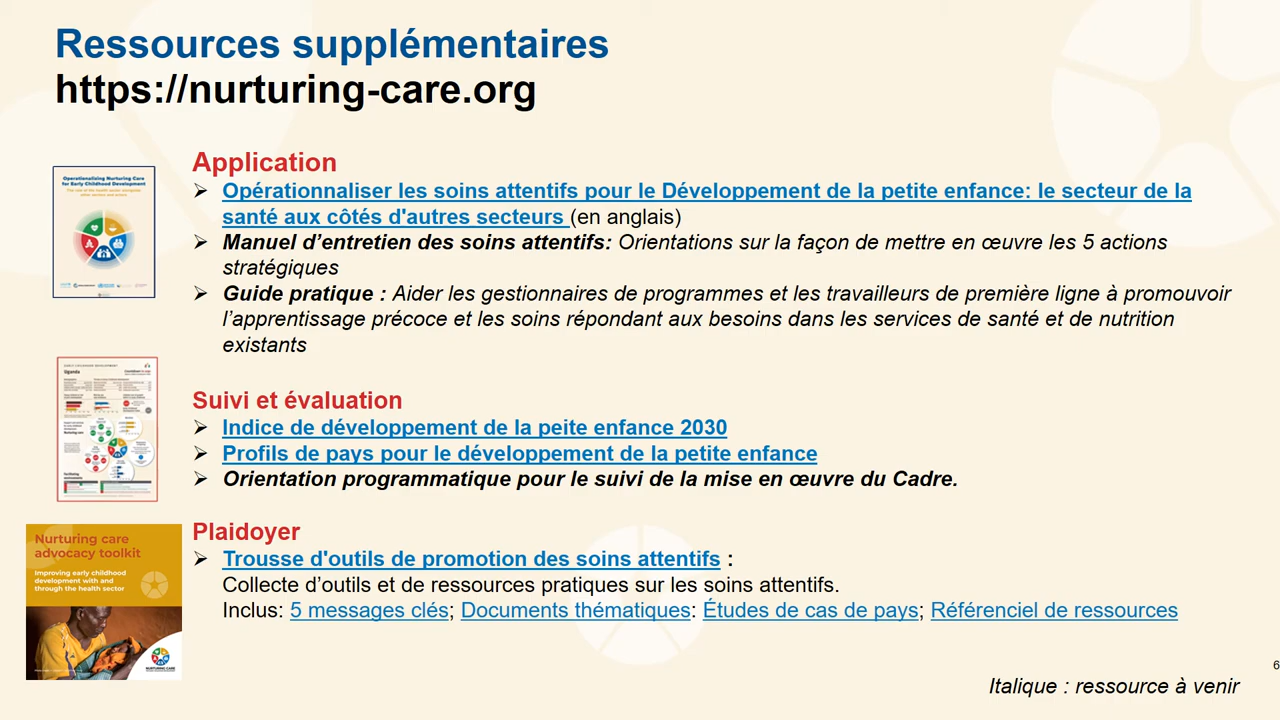 Ressources supplémentaires
https://nurturing-care.org
Application
➢ Opérationnaliser les soins attentifs pour le Développement de la petite enfance: le secteur de la
santé aux côtés d'autres secteurs (en anglais)
➢ Manuel d’entretien des soins attentifs: Orientations sur la façon de mettre en œuvre les 5 actions
stratégiques
➢ Guide pratique : Aider les gestionnaires de programmes et les travailleurs de première ligne à promouvoir
l’apprentissage précoce et les soins répondant aux besoins dans les services de santé et de nutrition
existants
Operationalizing Nurturing Care
for Early Childhood Development
Suivi et évaluation
➢ Indice de développement de la peite enfance 2030
➢ Profils de pays pour le développement de la petite enfance
➢ Orientation programmatique pour le suivi de la mise en œuvre du Cadre.
Uganda
Plaidoyer
➢ Trousse d'outils de promotion des soins attentifs :
Collecte d’outils et de ressources pratiques sur les soins attentifs.
Inclus: 5 messages clés; Documents thématiques: Études de cas de pays; Référenciel de ressources
Nurturing care
advocacy toolkit
Improving early childhood
development with and
through the health sector
NURTURING CARE
6
Italique : ressource à venir